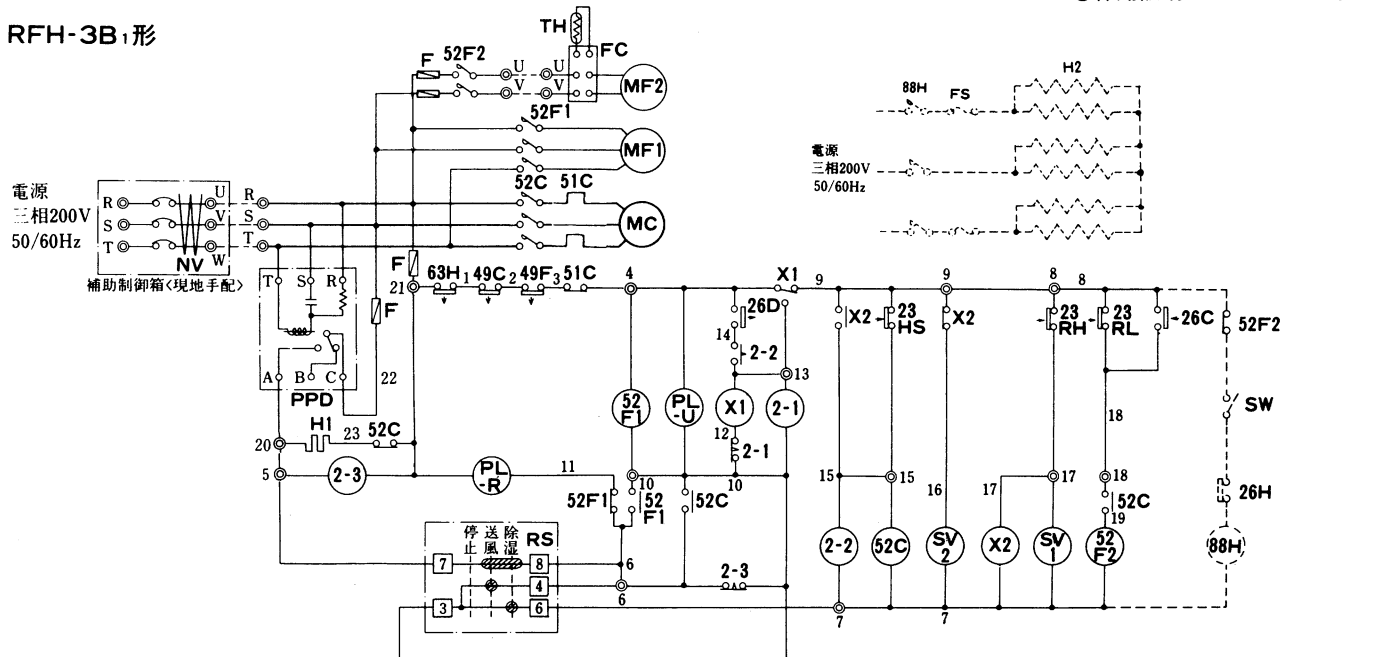 RFH-3B₁形
TH
FC
F 52F2 U U
V V
MF2
52F1
MF1
52C 51C
MC
電源
三相200V
50/60Hz
R U R
S V S
T W T
NV
補助制御箱〈現地手配〉
F
21
63H 1 49C 2 49F 3 51C 4
T S R
F
A B C
PPD
22
H1 23 52C
20
5
2-3
PL-R
11
52F1
52F1
10
52C
10
52F1
PL-U
26D
14
2-2
X1
12
2-1
X1
13
2-1
9
X2
23HS
9
X2
8
23RH
8
23RL
26C
52F2
SW
26H
88H
15
15
16
17
17
18
18
52C
19
2-2
52C
SV2
X2
SV1
52F2
7
7
停止
送風
除湿
RS
7 8 6
4 6
3 6
2-3
88H FS H2
電源
三相200V
50/60Hz